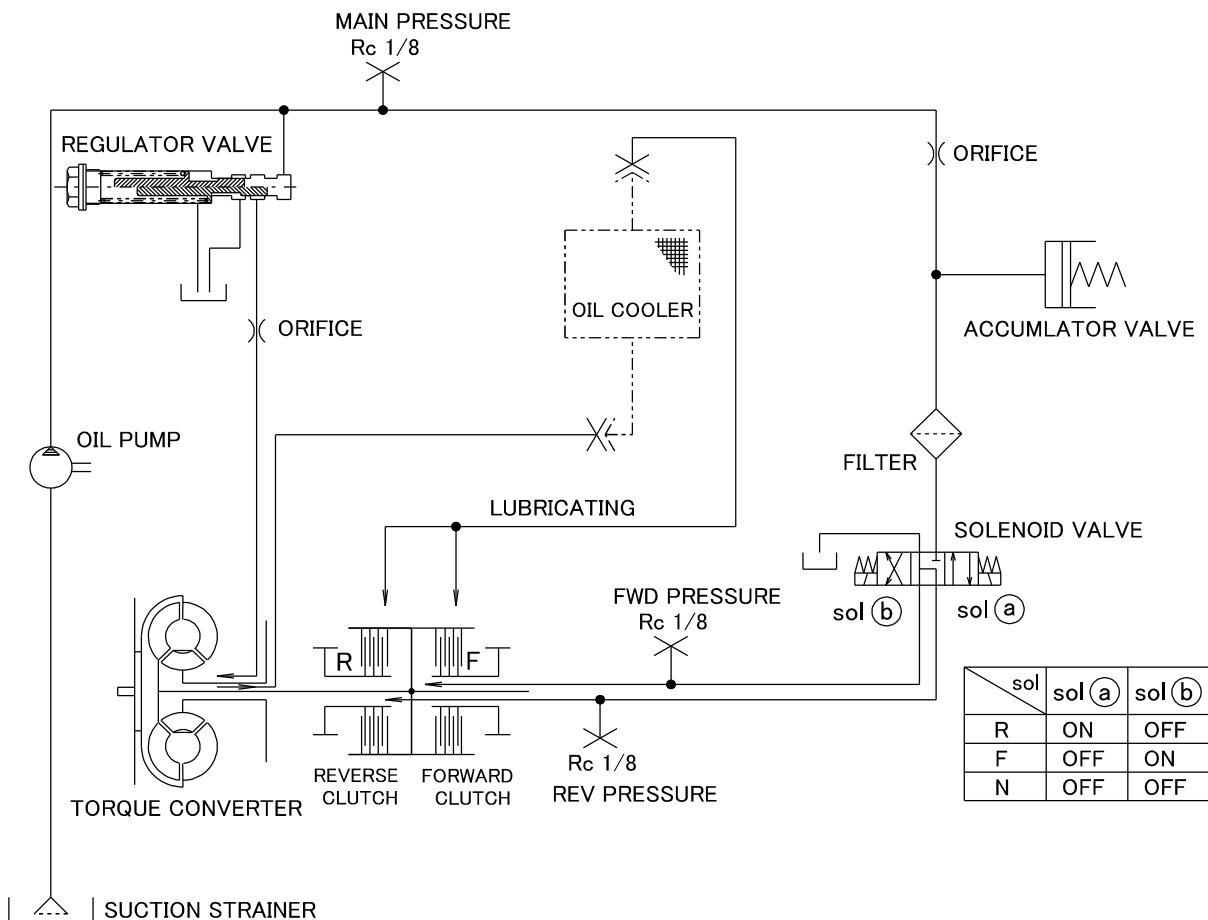 MAIN PRESSURE
Rc 1/8
REGULATOR VALVE
ORIFICE
ORIFICE
OIL COOLER
ACCUMLATOR VALVE
OIL PUMP
FILTER
LUBRICATING
SOLENOID VALVE
sol b
sol a
FWD PRESSURE
Rc 1/8
R
F
Rc 1/8
REV PRESSURE
REVERSE
CLUTCH
FORWARD
CLUTCH
TORQUE CONVERTER
sol sol a sol b
R ON OFF
F OFF ON
N OFF OFF
SUCTION STRAINER